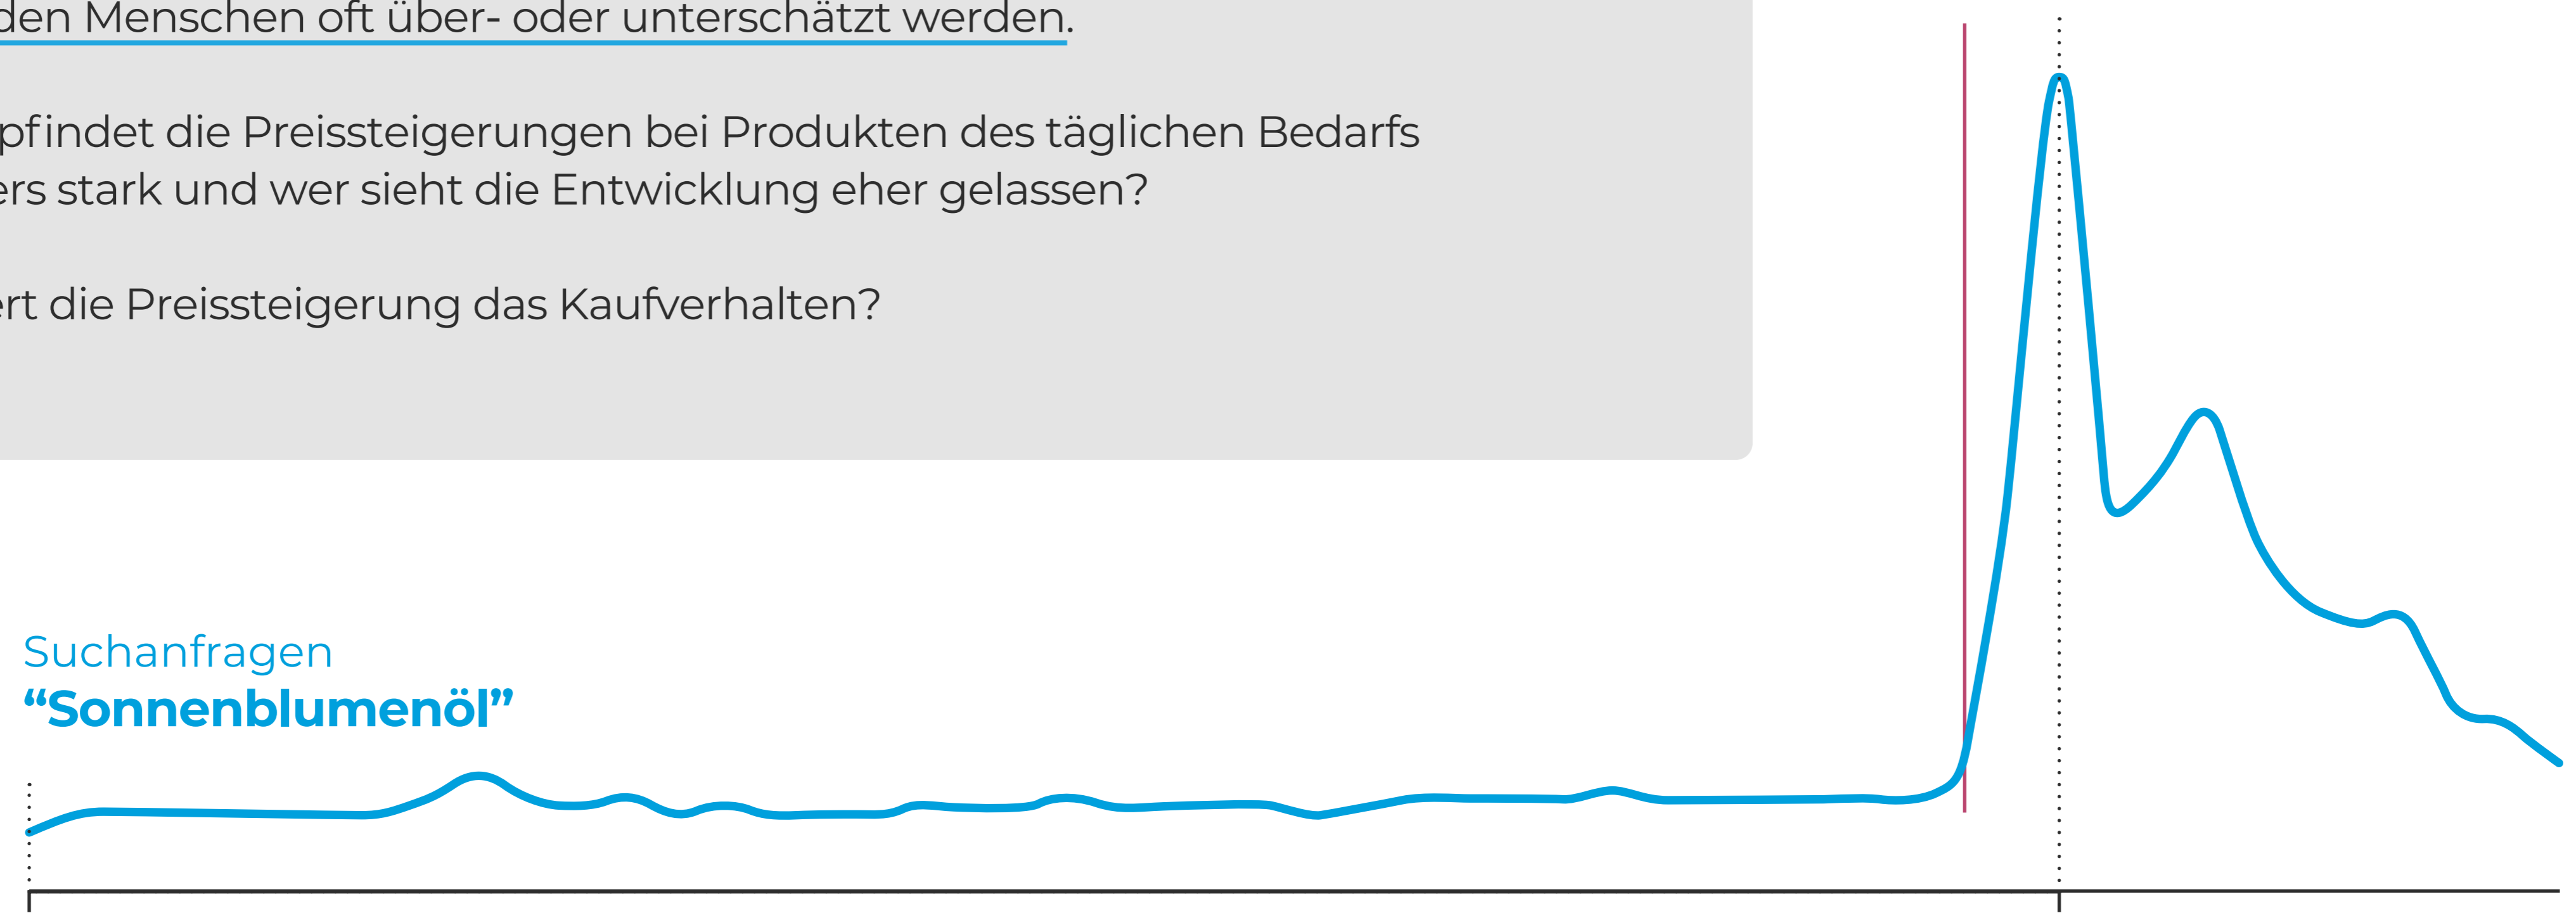 den Menschen oft über- oder unterschätzt werden.
pfindet die Preissteigerungen bei Produkten des täglichen Bedarfs
ers stark und wer sieht die Entwicklung eher gelassen?
ert die Preissteigerung das Kaufverhalten?
Suchanfragen
“Sonnenblumenöl”